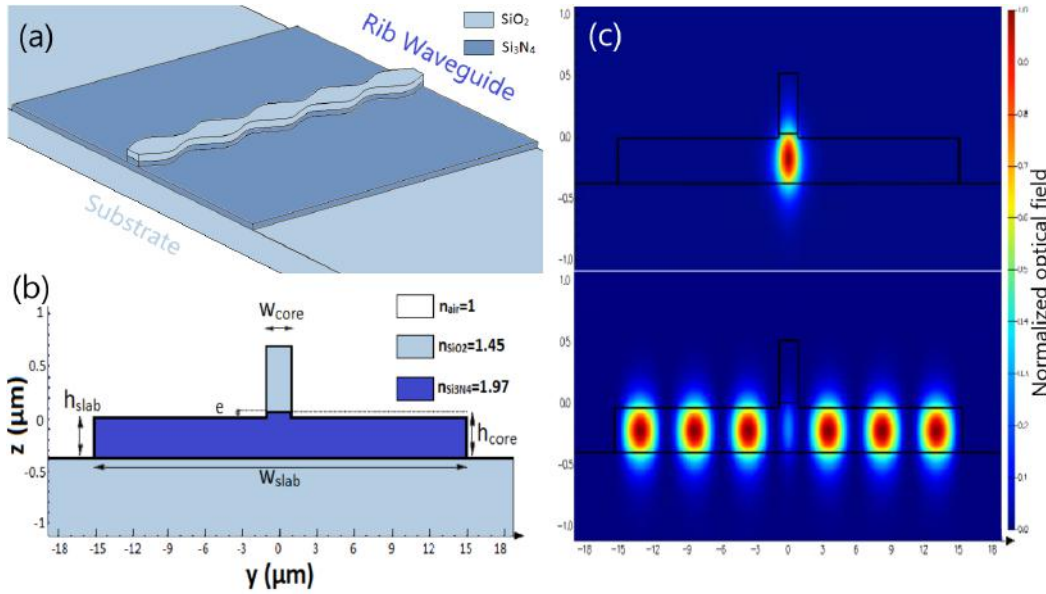 (a)
SiO₂
Si₃N₄
Rib Waveguide
Substrate
(b)
n_air=1
n_SiO2=1.45
n_Si3N4=1.97
W_core
h_slab
e
h_core
W_slab
z (μm)
1
0.5
0
-0.5
-1
-18 -15 -12 -9 -6 -3 0 3 6 9 12 15 18
y (μm)
(c)
1.0
0.5
0.0
-0.5
-1.0
1.0
0.5
0.0
-0.5
-1.0
-18 -15 -12 -9 -6 -3 0 3 6 9 12 15 18
Normalized optical field